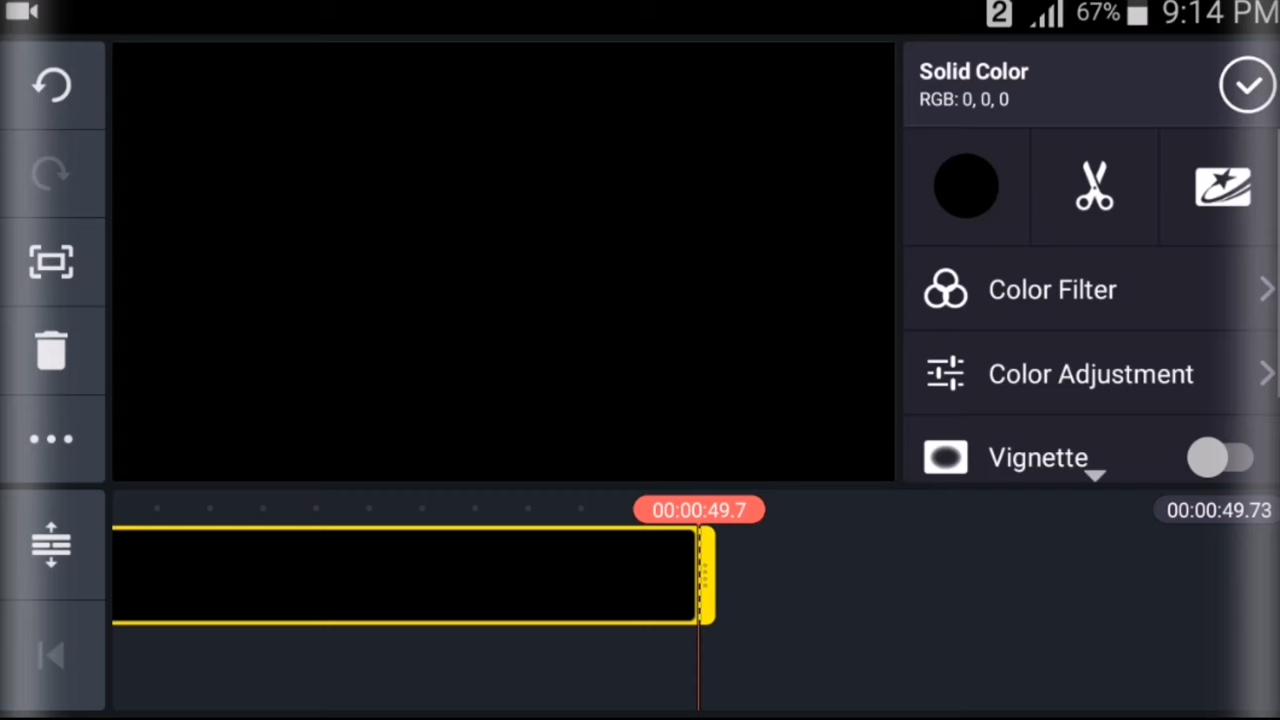 2 67% 9:14 PM
Solid Color
RGB: 0, 0, 0
Color Filter
Color Adjustment
Vignette
00:00:49.7
00:00:49.73